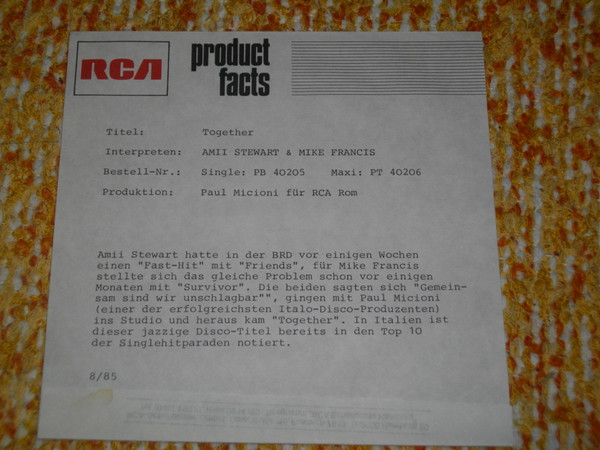 RCA
product
facts
Titel: Together
Interpreten: AMII STEWART & MIKE FRANCIS
Bestell-Nr.: Single: PB 40205 Maxi: PT 40206
Produktion: Paul Micioni für RCA Rom
Amii Stewart hatte in der BRD vor einigen Wochen
einen "Fast-Hit" mit "Friends", für Mike Francis
stellte sich das gleiche Problem schon vor einigen
Monaten mit "Survivor". Die beiden sagten sich "Gemein-
sam sind wir unschlagbar"", gingen mit Paul Micioni
(einer der erfolgreichsten Italo-Disco-Produzenten)
ins Studio und heraus kam "Together". In Italien ist
dieser jazzige Disco-Titel bereits in den Top 10
der Singlehitparaden notiert.
8/85